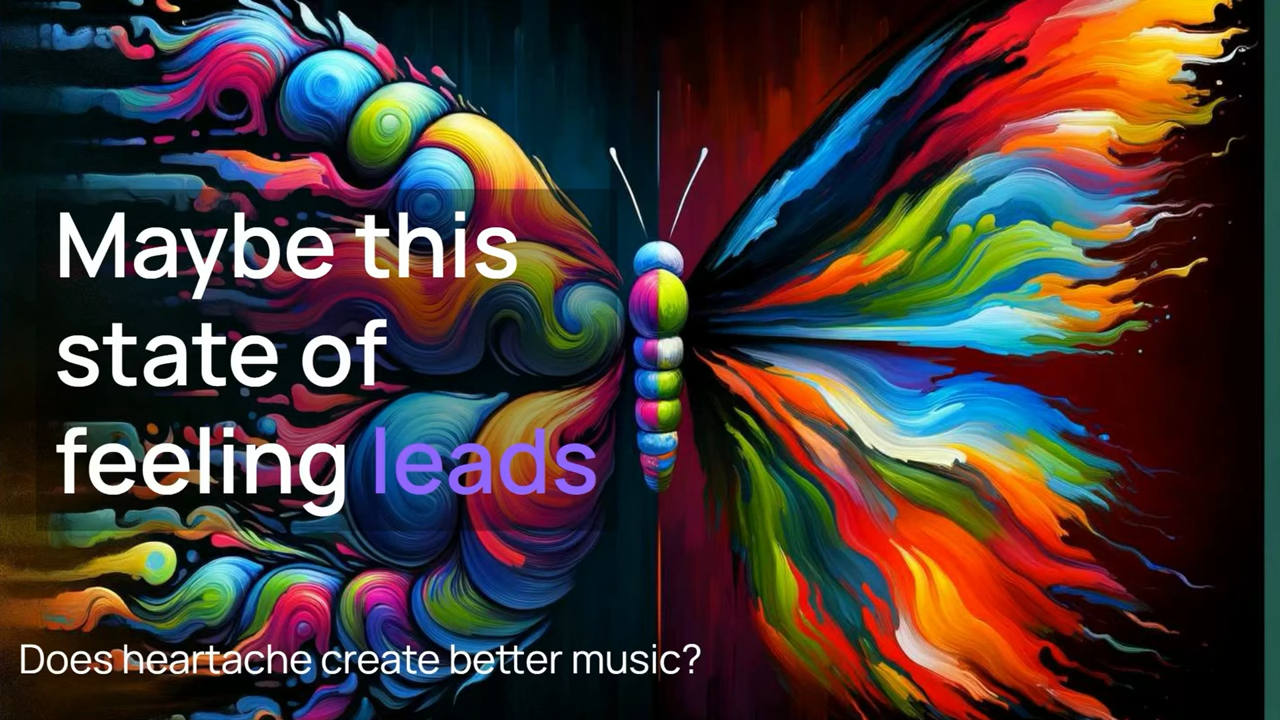 Maybe this
state of
feeling leads
Does heartache create better music?